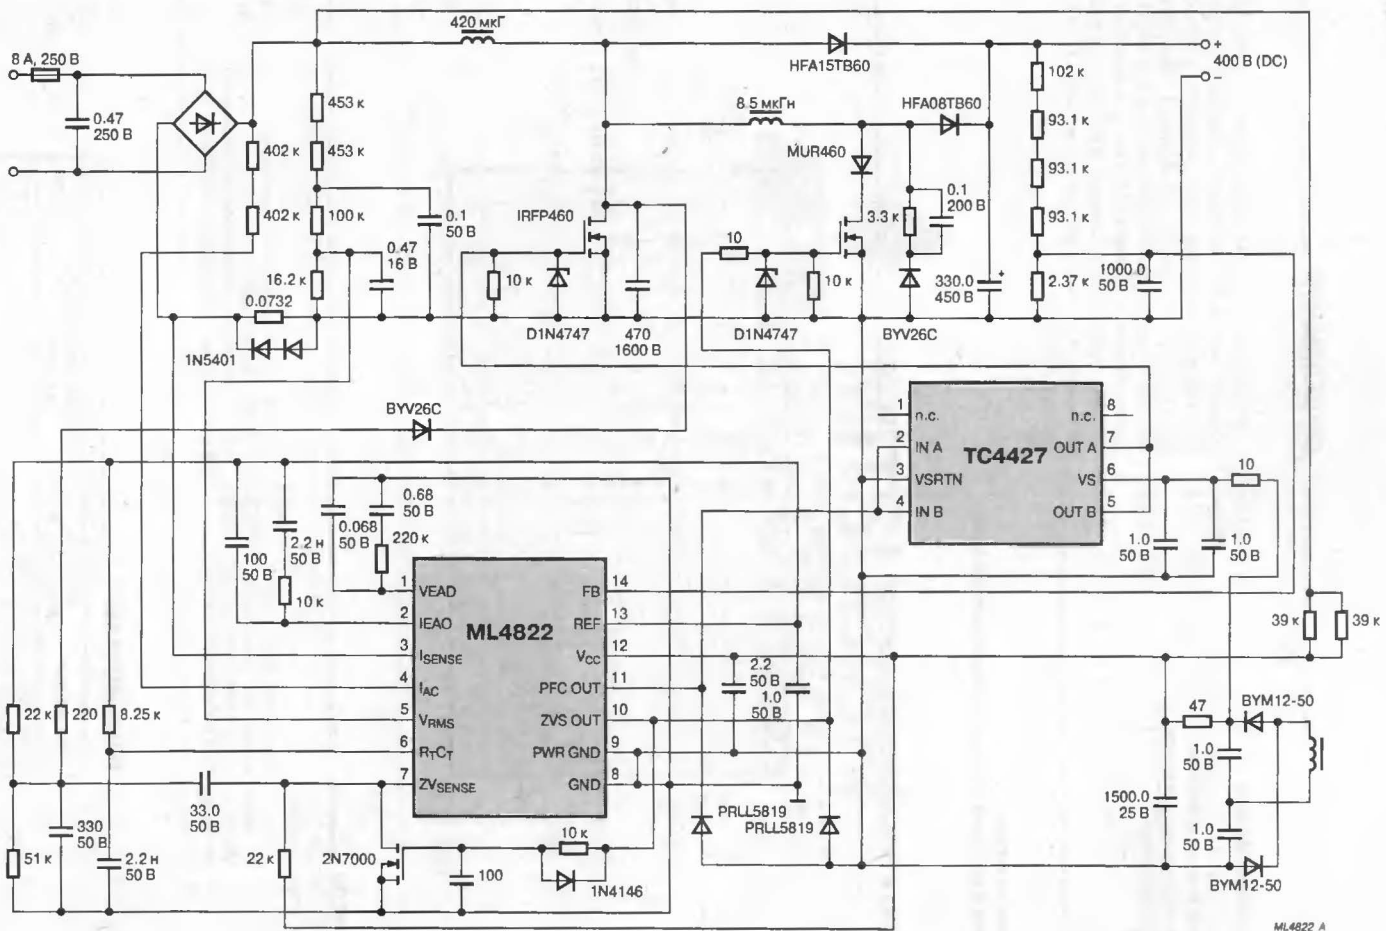 420 мкГ
8 А, 250 В
HFA15TB60
+
400 В (DC)
−
102 к
0.47
250 В
453 к
8.5 мкГн
HFA08TB60
93.1 к
402 к
453 к
MUR460
93.1 к
402 к
100 к
0.1
50 В
IRFP460
10
3.3 к
0.1
200 В
93.1 к
0.47
16 В
16.2 к
10 к
10 к
330.0
450 В
+
2.37 к
1000.0
50 В
0.0732
1N5401
D1N4747
470
1600 В
D1N4747
BYV26C
BYV26C
1
n.c.
n.c.
8
2
IN A
OUT A
7
TC4427
3
VSRTN
VS
6
10
4
IN B
OUT B
5
1.0
50 В
1.0
50 В
0.68
50 В
0.068
50 В
100
50 В
2.2 н
50 В
220 к
10 к
1
VEAD
FB
14
2
IEAO
REF
13
ML4822
3
ISENSE
VCC
12
4
IAC
PFC OUT
11
5
VRMS
ZVS OUT
10
6
RTCT
PWR GND
9
7
ZVSENSE
GND
8
39 к
39 к
2.2
50 В
1.0
50 В
22 к
220
8.25 к
47
BYM12-50
1.0
50 В
33.0
50 В
PRLL5819
PRLL5819
1500.0
25 В
1.0
50 В
330
50 В
51 к
2.2 н
50 В
22 к
2N7000
100
10 к
1N4146
BYM12-50
ML4822 A